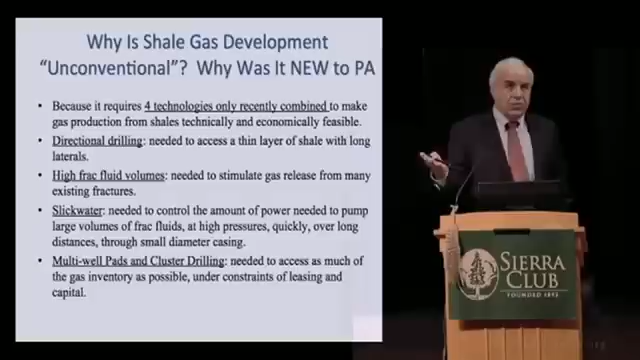 Why Is Shale Gas Development
“Unconventional”? Why Was It NEW to PA
• Because it requires 4 technologies only recently combined to make
gas production from shales technically and economically feasible.
• Directional drilling: needed to access a thin layer of shale with long
laterals.
• High frac fluid volumes: needed to stimulate gas release from many
existing fractures.
• Slickwater: needed to control the amount of power needed to pump
large volumes of frac fluids, at high pressures, quickly, over long
distances, through small diameter casing.
• Multi-well Pads and Cluster Drilling: needed to access as much of
the gas inventory as possible, under constraints of leasing and
capital.
SIERRA
CLUB
FOUNDED 1892